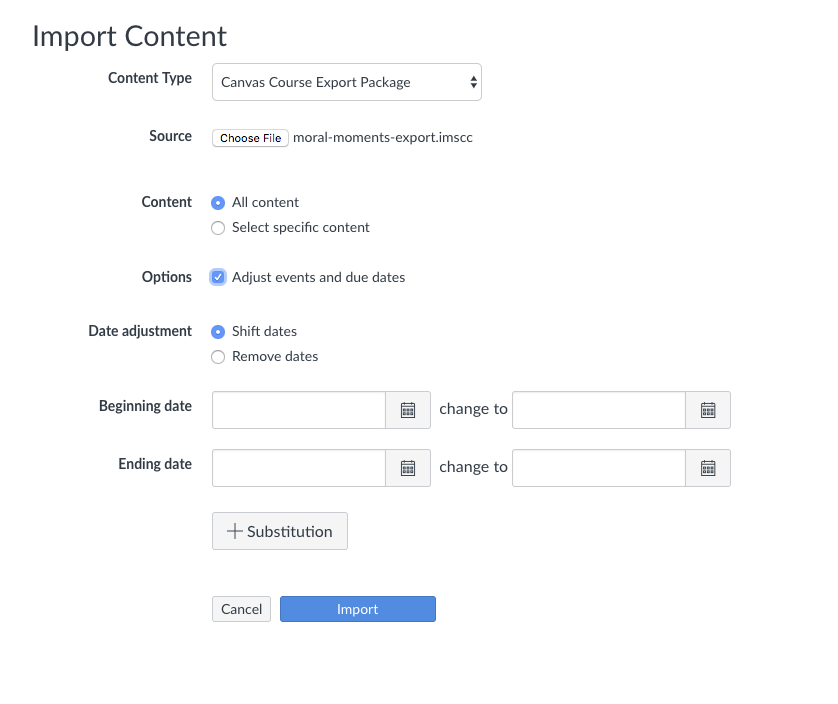 Import Content
Content Type Canvas Course Export Package
Source Choose File moral-moments-export.imscc
Content All content
Select specific content
Options Adjust events and due dates
Date adjustment Shift dates
Remove dates
Beginning date change to
Ending date change to
+ Substitution
Cancel Import